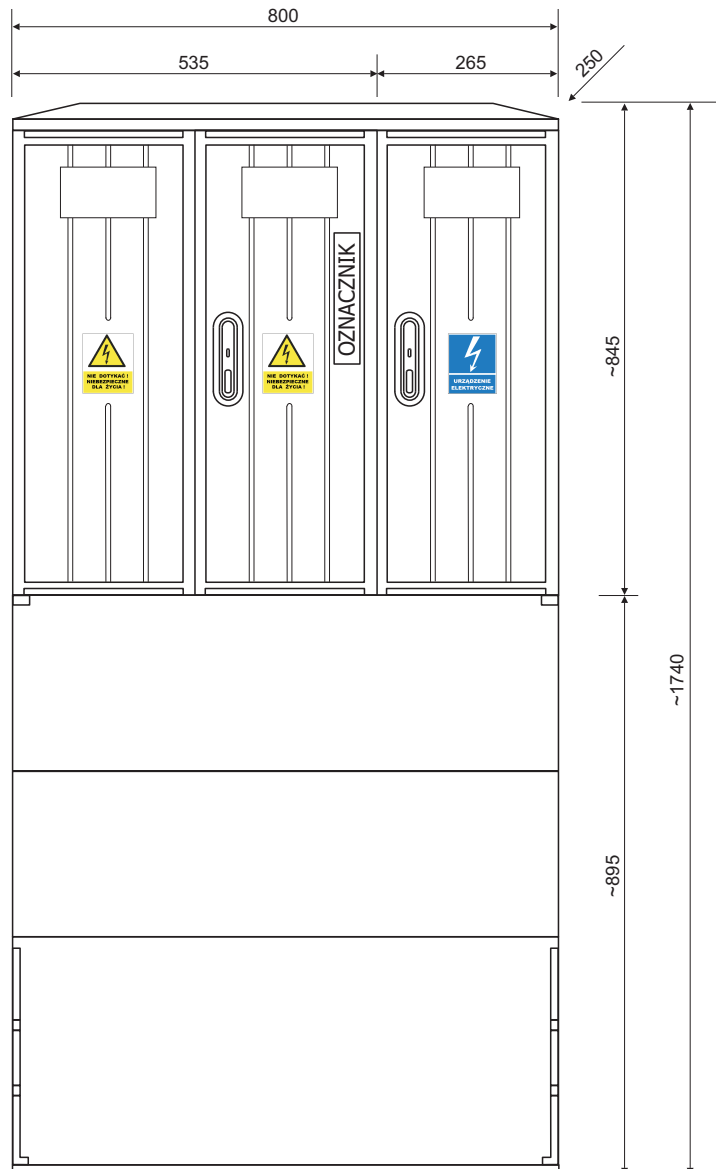 800
535
265
250
OZNACZNIK
NIE DOTYKAĆ !
NIEBEZPIECZNE
DLA ŻYCIA !
NIE DOTYKAĆ !
NIEBEZPIECZNE
DLA ŻYCIA !
URZĄDZENIE
ELEKTRYCZNE
~845
~1740
~895